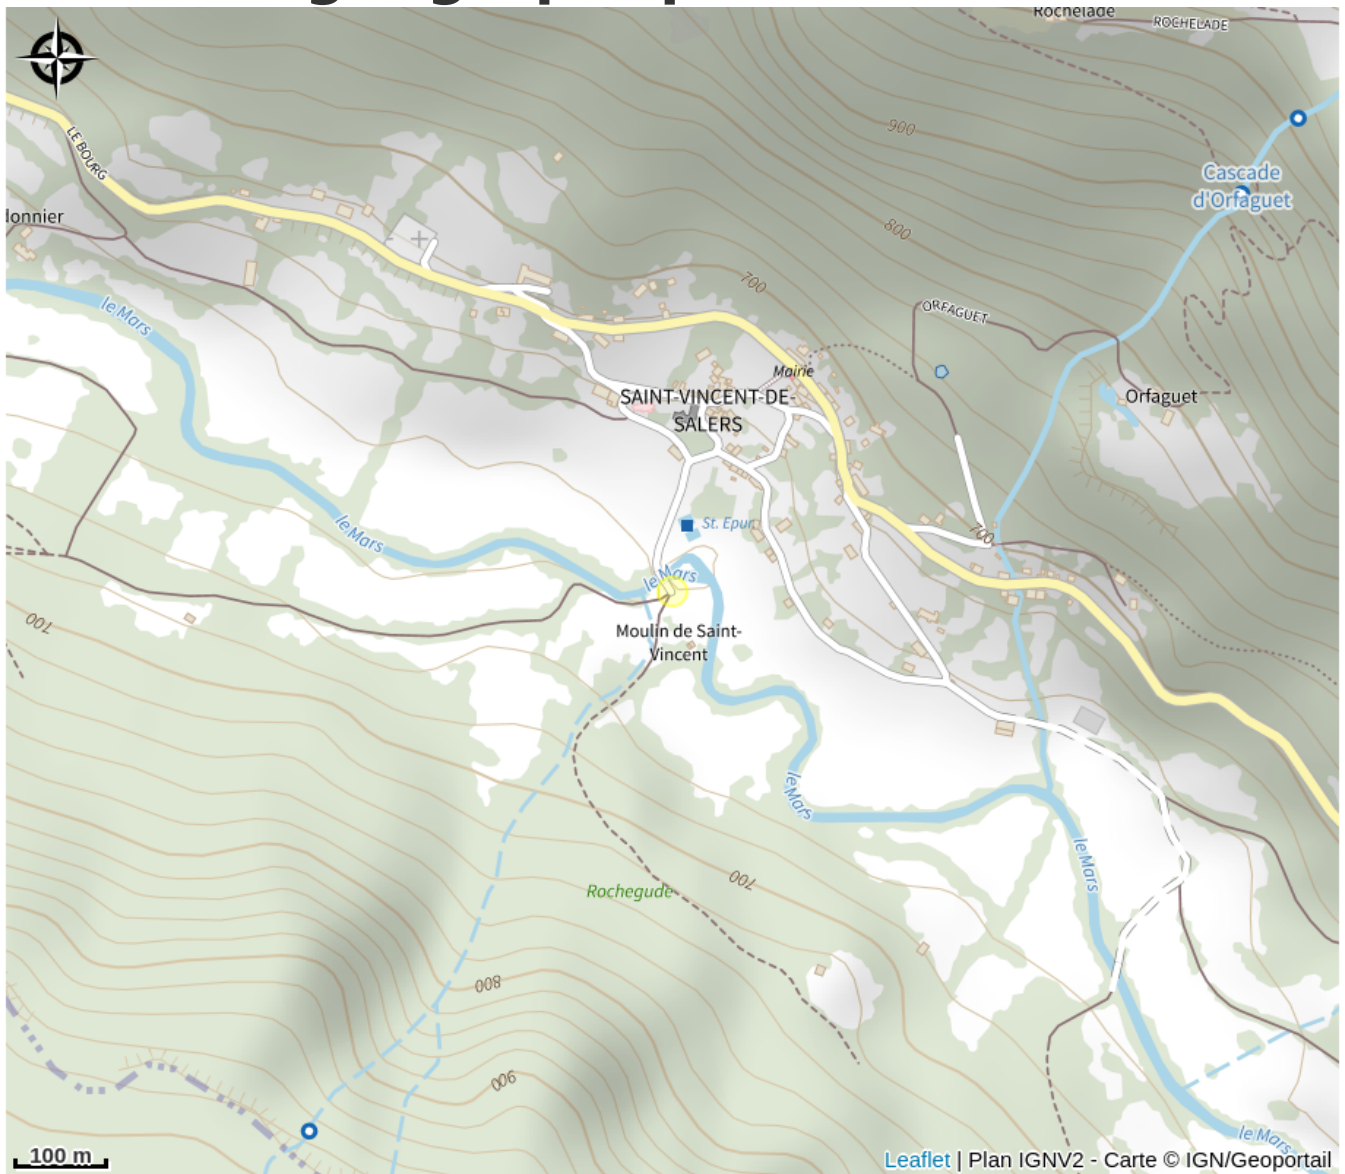 Rochelade
ROCHELADE
900
LE BOURG
Cascade
d'Orfaguet
donnier
800
700
le Mars
ORFAGUET
Mairie
Orfaguet
SAINT-VINCENT-DE-
SALERS
le Mars
St. Epur.
700
le Mars
700
Moulin de Saint-
Vincent
le Mars
le Mars
700
Rochegude
800
900
le Mars
100 m
Leaflet | Plan IGNV2 - Carte © IGN/Geoportail